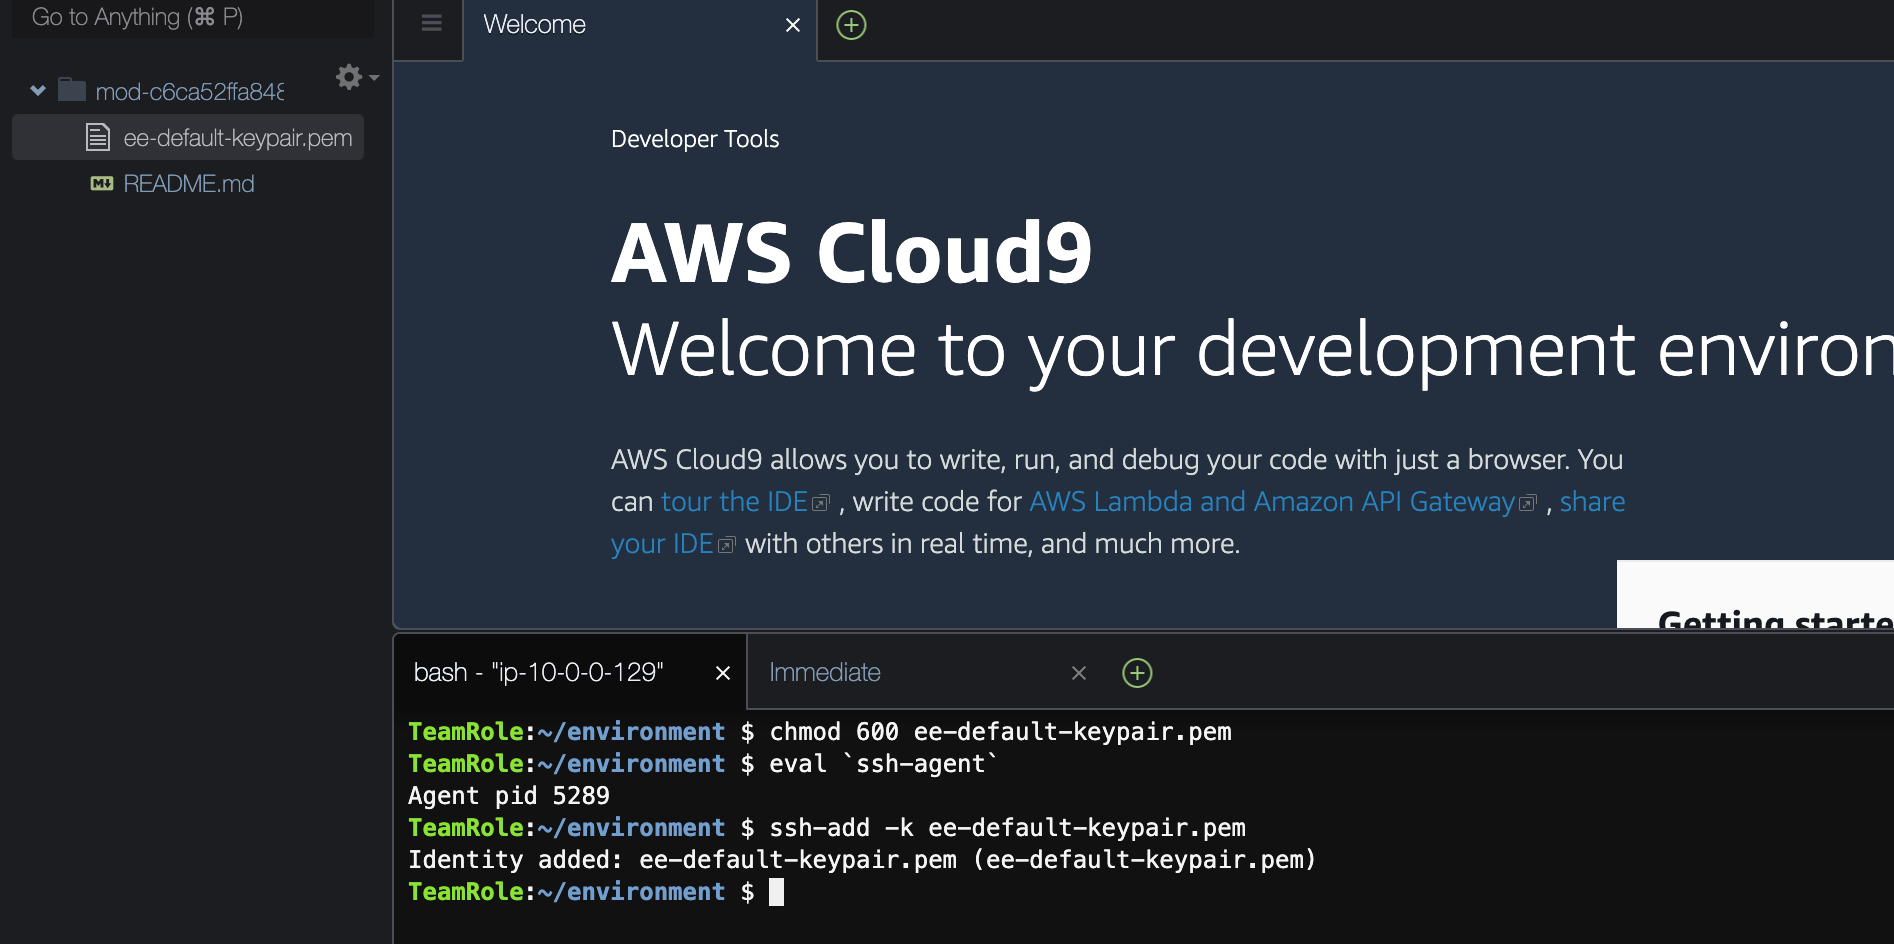 Go to Anything (⌘ P)
mod-c6ca52ffa848
ee-default-keypair.pem
README.md
Welcome
Developer Tools
AWS Cloud9
Welcome to your development environ
AWS Cloud9 allows you to write, run, and debug your code with just a browser. You
can tour the IDE , write code for AWS Lambda and Amazon API Gateway , share
your IDE with others in real time, and much more.
Getting starte
bash - "ip-10-0-0-129"
Immediate
TeamRole:~/environment $ chmod 600 ee-default-keypair.pem
TeamRole:~/environment $ eval `ssh-agent`
Agent pid 5289
TeamRole:~/environment $ ssh-add -k ee-default-keypair.pem
Identity added: ee-default-keypair.pem (ee-default-keypair.pem)
TeamRole:~/environment $